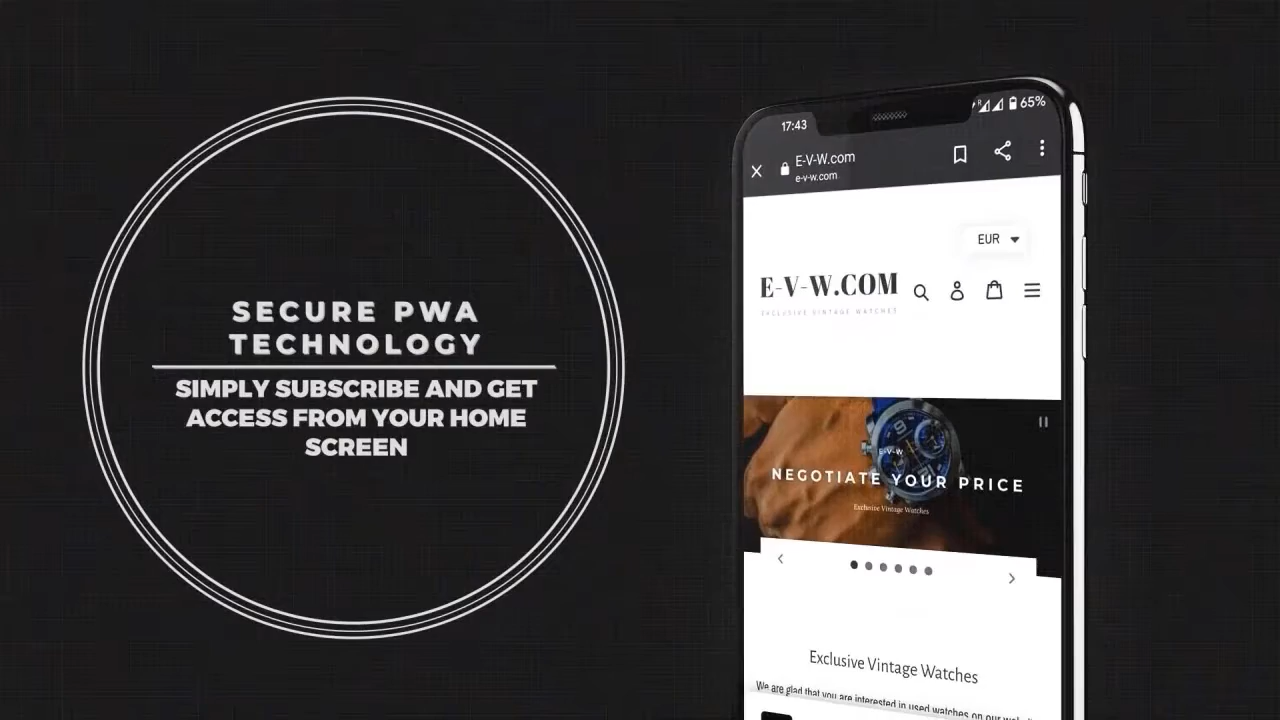 SECURE PWA
TECHNOLOGY
SIMPLY SUBSCRIBE AND GET
ACCESS FROM YOUR HOME
SCREEN
17:43
R
65%
E-V-W.com
e-v-w.com
EUR
E-V-W.COM
EXCLUSIVE VINTAGE WATCHES
E-V-W
NEGOTIATE YOUR PRICE
Exclusive Vintage Watches
Exclusive Vintage Watches
We are glad that you are interested in used watches on our